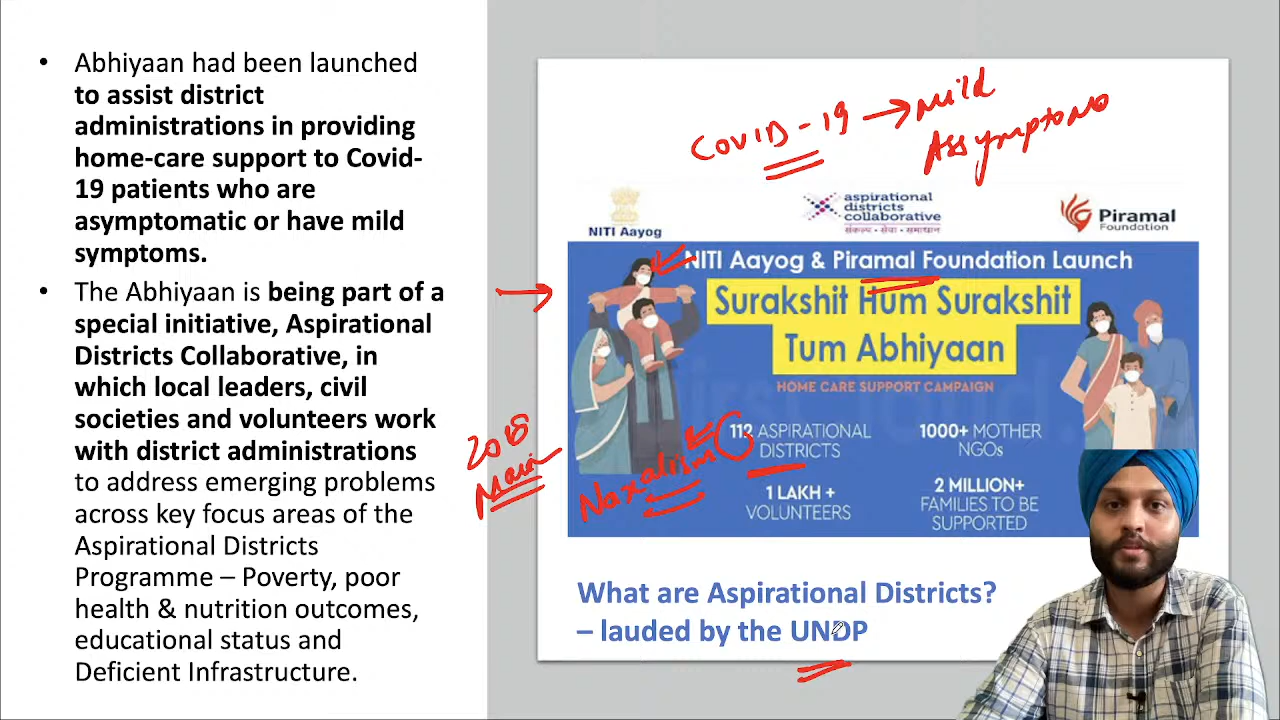 • Abhiyaan had been launched
to assist district
administrations in providing
home-care support to Covid-
19 patients who are
asymptomatic or have mild
symptoms.
• The Abhiyaan is being part of a
special initiative, Aspirational
Districts Collaborative, in
which local leaders, civil
societies and volunteers work
with district administrations
to address emerging problems
across key focus areas of the
Aspirational Districts
Programme – Poverty, poor
health & nutrition outcomes,
educational status and
Deficient Infrastructure.
COVID-19 → Mild
Assymptoms
NITI Aayog
aspirational
districts
collaborative
संकल्प • सेवा • समाधान
Piramal
Foundation
NITI Aayog & Piramal Foundation Launch
Surakshit Hum Surakshit
Tum Abhiyaan
HOME CARE SUPPORT CAMPAIGN
112 ASPIRATIONAL
DISTRICTS
1000+ MOTHER
NGOs
1 LAKH +
VOLUNTEERS
2 MILLION+
FAMILIES TO BE
SUPPORTED
2018
Main
Naxalism
What are Aspirational Districts?
– lauded by the UNDP